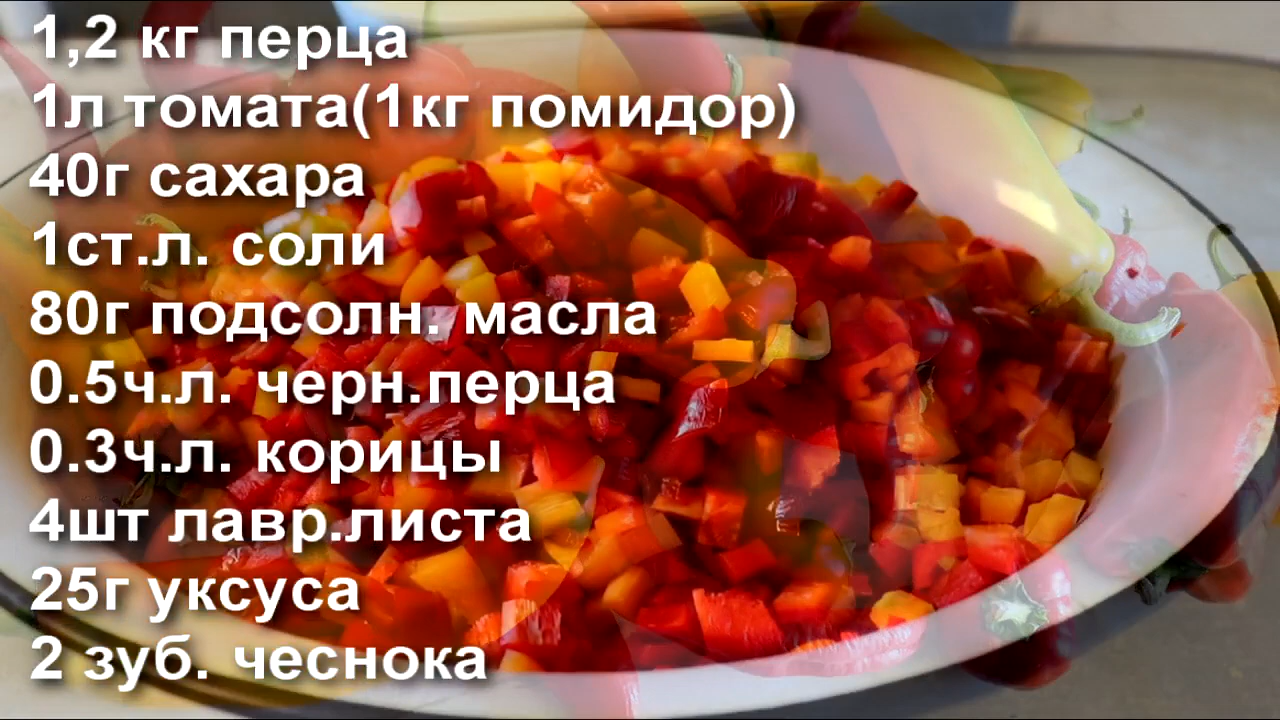 1,2 кг перца
1л томата(1кг помидор)
40г сахара
1ст.л. соли
80г подсолн. масла
0.5ч.л. черн.перца
0.3ч.л. корицы
4шт лавр.листа
25г уксуса
2 зуб. чеснока